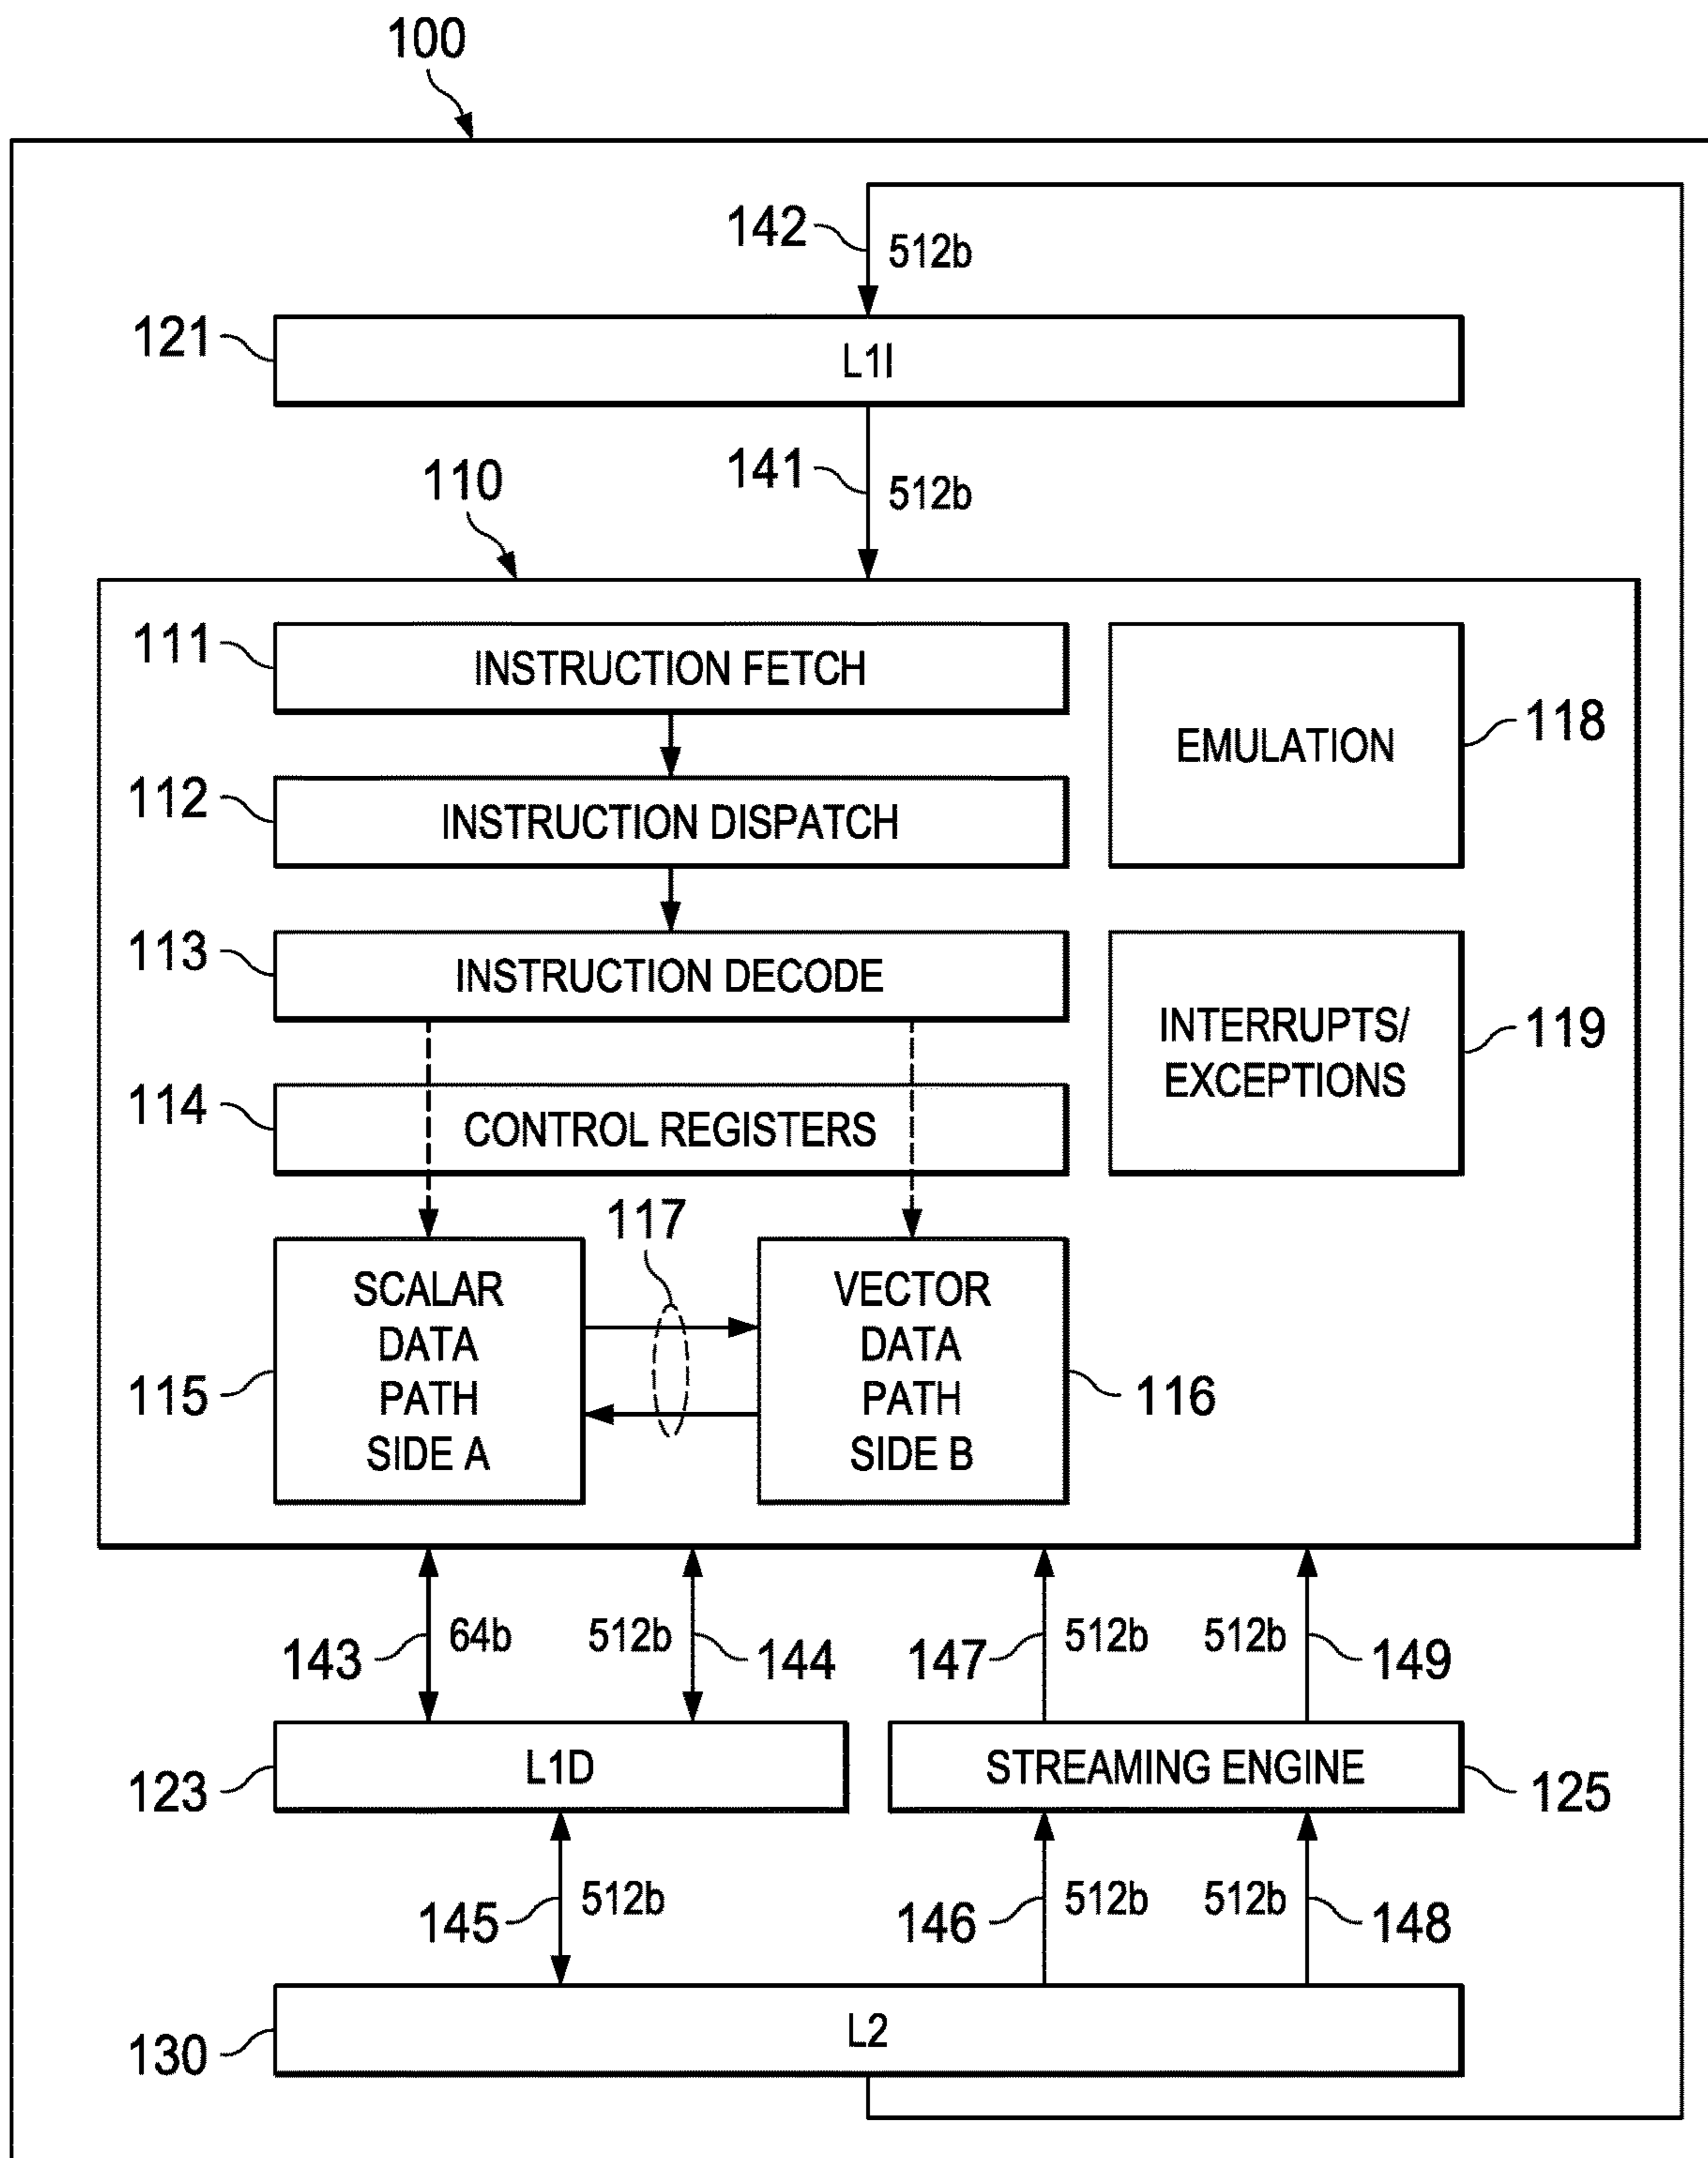 100
142
512b
121
L1I
141
512b
110
111
INSTRUCTION FETCH
118
EMULATION
112
INSTRUCTION DISPATCH
113
INSTRUCTION DECODE
119
INTERRUPTS/
EXCEPTIONS
114
CONTROL REGISTERS
117
SCALAR
DATA
PATH
SIDE A
VECTOR
DATA
PATH
SIDE B
115
116
143
64b
512b
144
147
512b
512b
149
123
L1D
STREAMING ENGINE
125
145
512b
146
512b
512b
148
130
L2